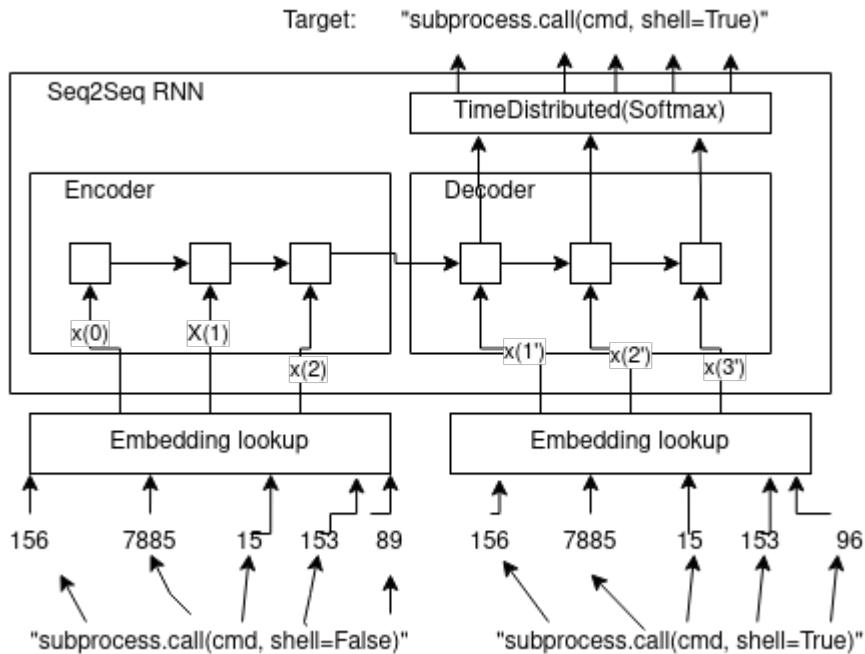 Target: "subprocess.call(cmd, shell=True)"
Seq2Seq RNN
TimeDistributed(Softmax)
Encoder
Decoder
x(0)
X(1)
x(2)
x(1')
x(2')
x(3')
Embedding lookup
Embedding lookup
156 7885 15 153 89
156 7885 15 153 96
"subprocess.call(cmd, shell=False)"
"subprocess.call(cmd, shell=True)"